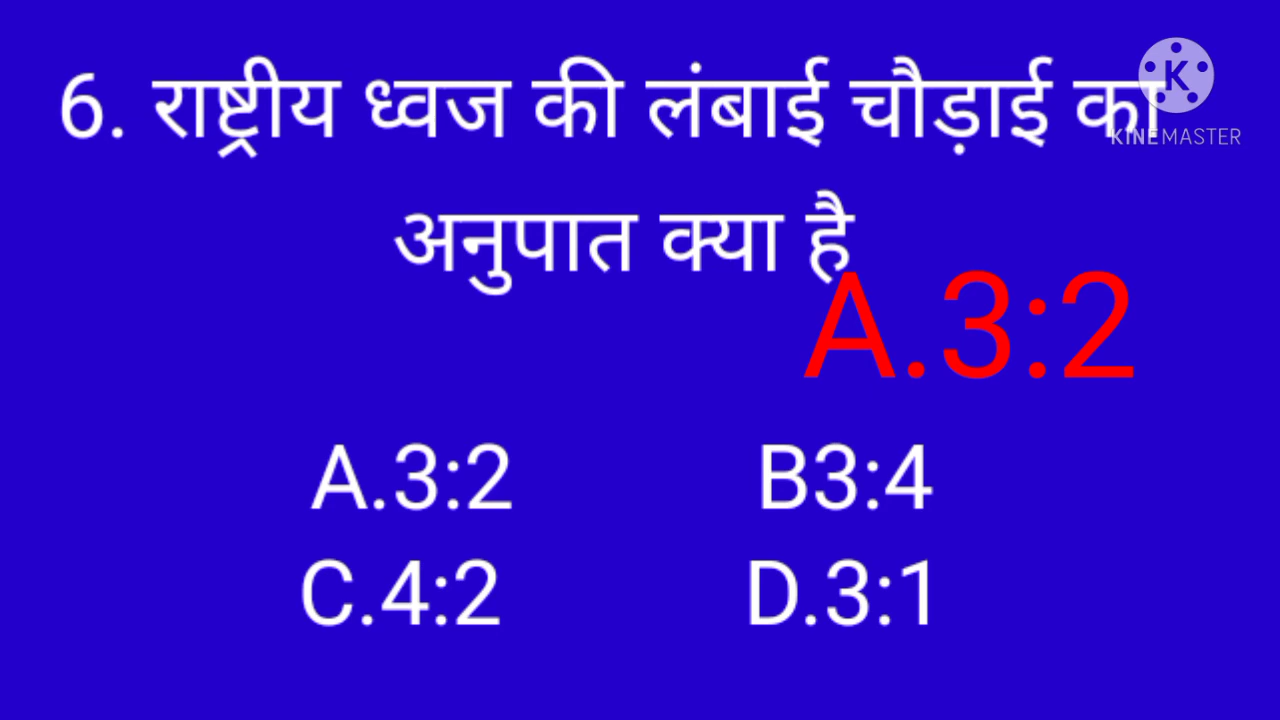 6. राष्ट्रीय ध्वज की लंबाई चौड़ाई का
KINEMASTER
अनुपात क्या है
A.3:2
A.3:2 B3:4
C.4:2 D.3:1